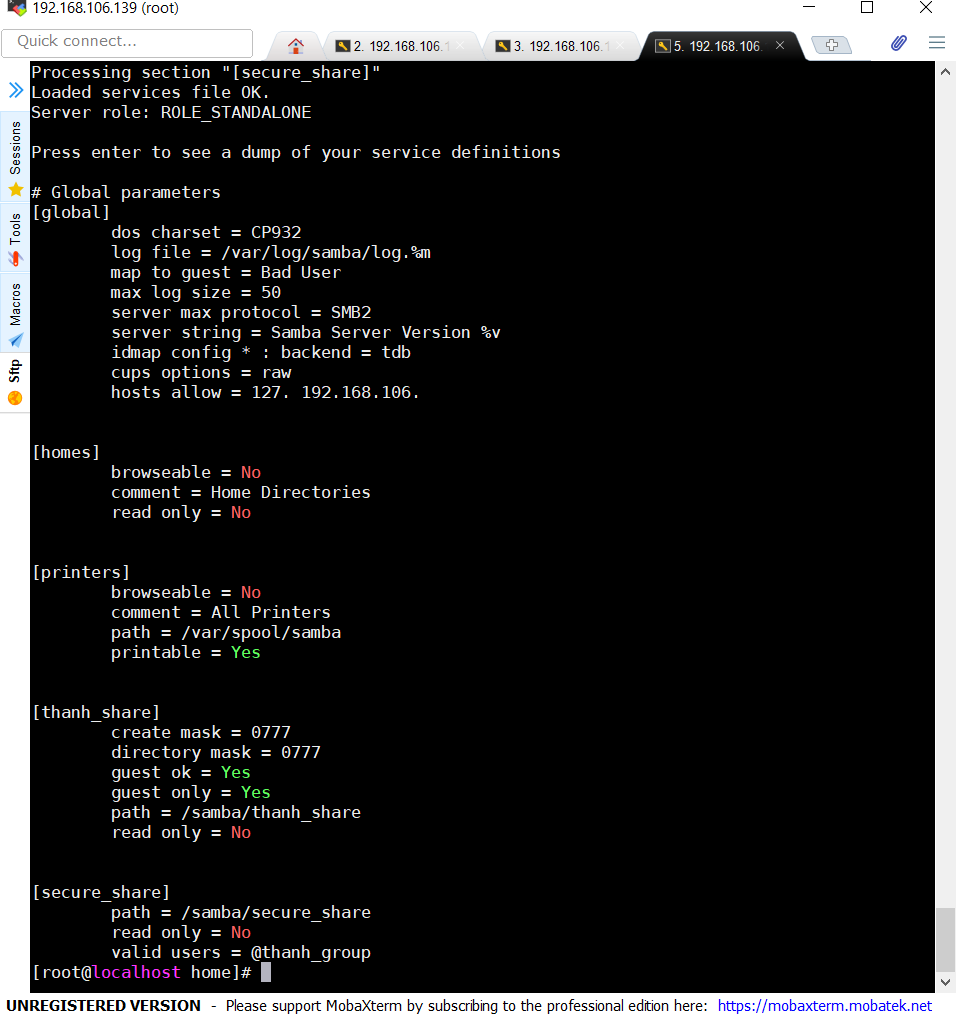 192.168.106.139 (root)
Quick connect...
2. 192.168.106.1
3. 192.168.106.1
5. 192.168.106.
Sessions
Tools
Macros
Sftp
Processing section "[secure_share]"
Loaded services file OK.
Server role: ROLE_STANDALONE
Press enter to see a dump of your service definitions
# Global parameters
[global]
dos charset = CP932
log file = /var/log/samba/log.%m
map to guest = Bad User
max log size = 50
server max protocol = SMB2
server string = Samba Server Version %v
idmap config * : backend = tdb
cups options = raw
hosts allow = 127. 192.168.106.
[homes]
browseable = No
comment = Home Directories
read only = No
[printers]
browseable = No
comment = All Printers
path = /var/spool/samba
printable = Yes
[thanh_share]
create mask = 0777
directory mask = 0777
guest ok = Yes
guest only = Yes
path = /samba/thanh_share
read only = No
[secure_share]
path = /samba/secure_share
read only = No
valid users = @thanh_group
[root@localhost home]#
UNREGISTERED VERSION - Please support MobaXterm by subscribing to the professional edition here: https://mobaxterm.mobatek.net